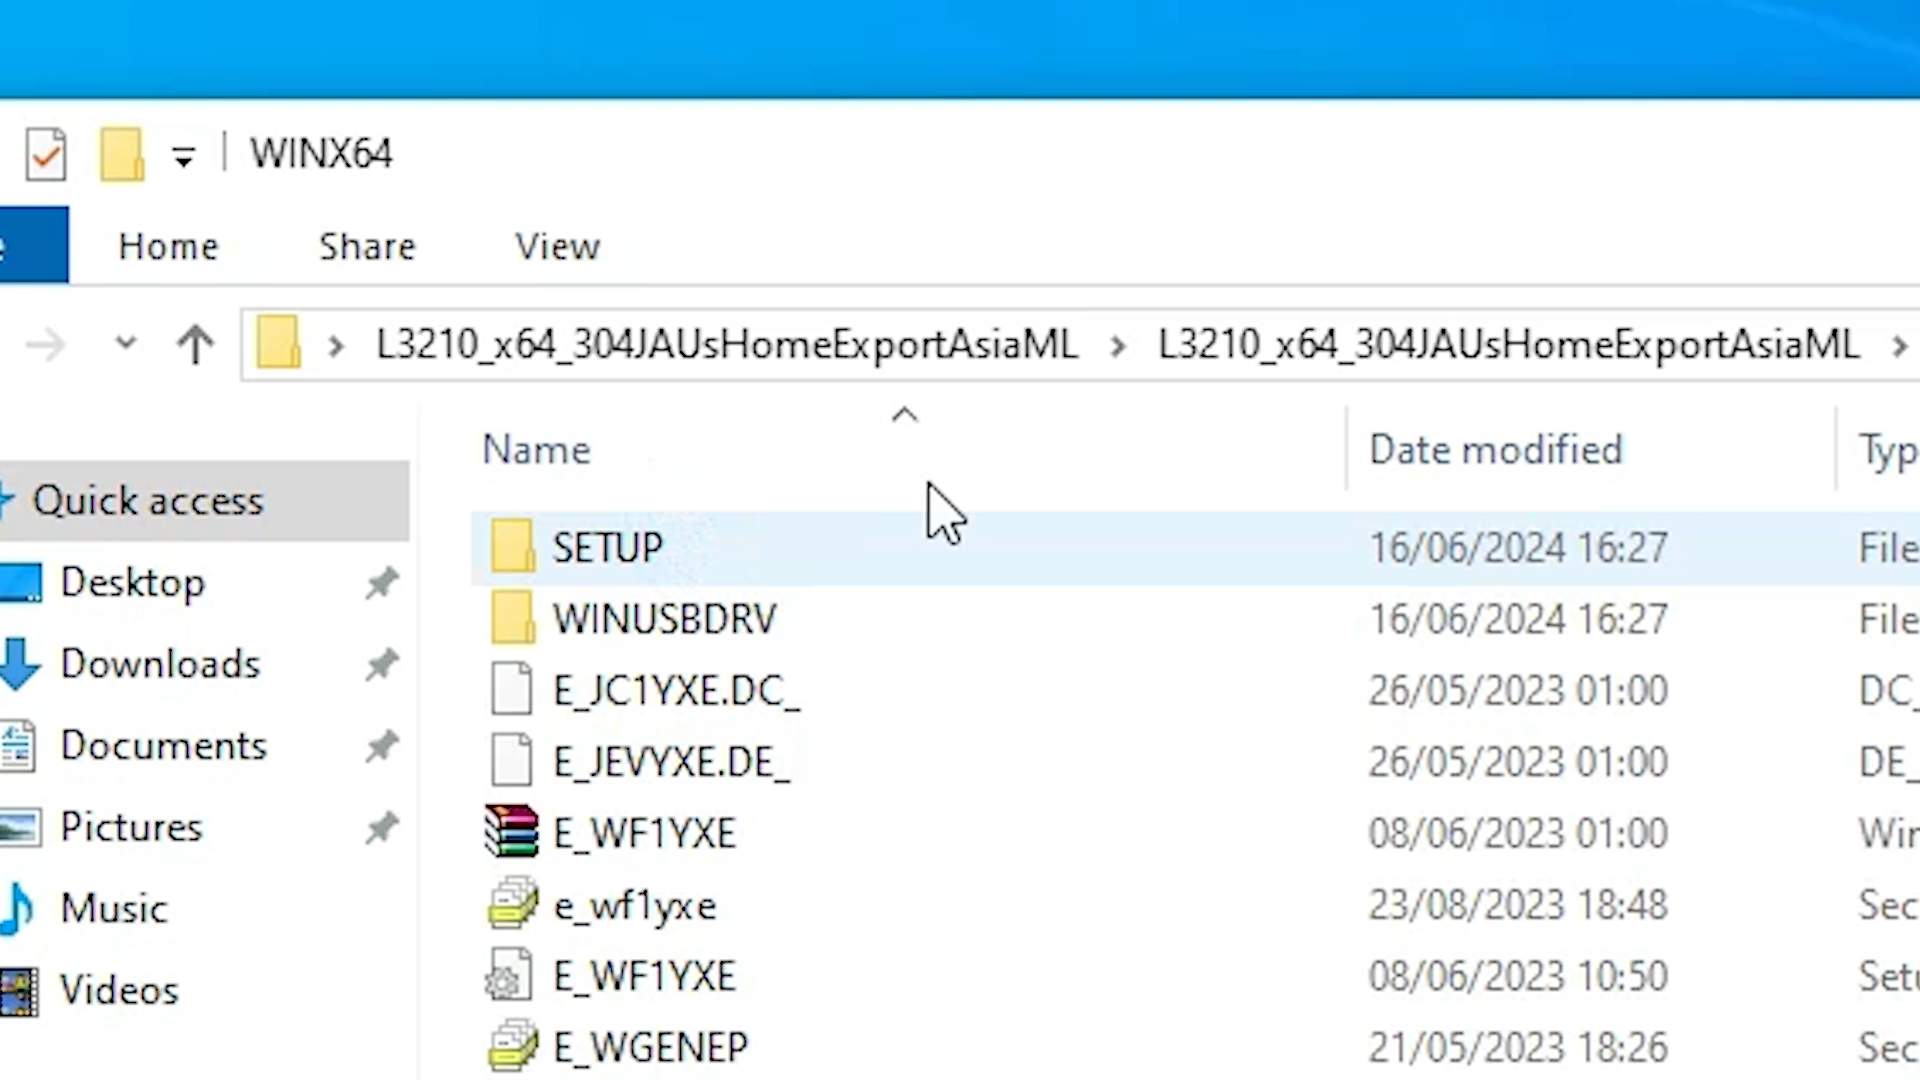 WINX64
Home Share View
L3210_x64_304JAUsHomeExportAsiaML L3210_x64_304JAUsHomeExportAsiaML
Name Date modified
Quick access
SETUP 16/06/2024 16:27 File
Desktop
WINUSBDRV 16/06/2024 16:27 File
Downloads
E_JC1YXE.DC_ 26/05/2023 01:00 DC_
Documents
E_JEVYXE.DE_ 26/05/2023 01:00 DE_
Pictures
E_WF1YXE 08/06/2023 01:00
Music
e_wf1yxe 23/08/2023 18:48 Sec
E_WF1YXE 08/06/2023 10:50
Videos
E_WGENEP 21/05/2023 18:26 Sec